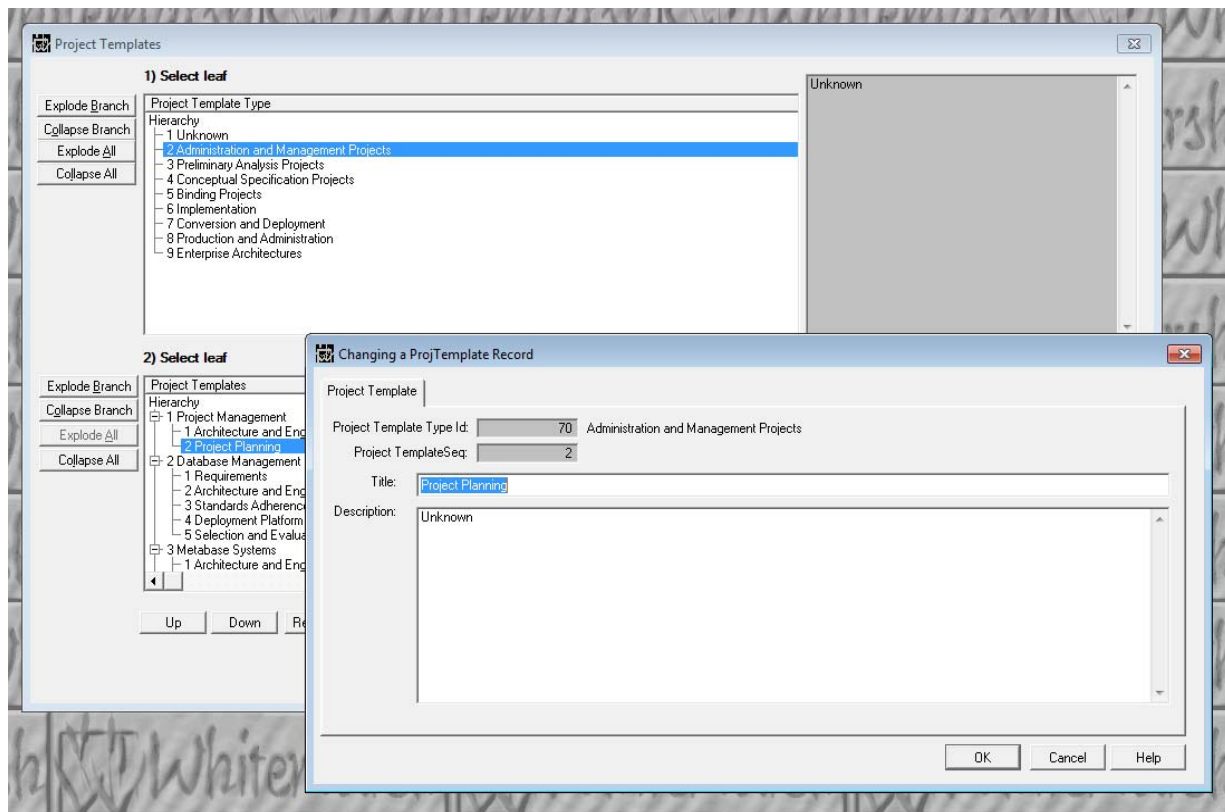 Project Templates
1) Select leaf
Explode Branch
Collapse Branch
Explode All
Collapse All
Project Template Type
Hierarchy
1 Unknown
2 Administration and Management Projects
3 Preliminary Analysis Projects
4 Conceptual Specification Projects
5 Binding Projects
6 Implementation
7 Conversion and Deployment
8 Production and Administration
9 Enterprise Architectures
Unknown
2) Select leaf
Explode Branch
Collapse Branch
Explode All
Collapse All
Project Templates
Hierarchy
1 Project Management
1 Architecture and Eng
2 Project Planning
2 Database Management
1 Requirements
2 Architecture and Eng
3 Standards Adherenc
4 Deployment Platform
5 Selection and Evalua
3 Metabase Systems
1 Architecture and Eng
Up Down Re
Changing a ProjTemplate Record
Project Template
Project Template Type Id: 70 Administration and Management Projects
Project TemplateSeq: 2
Title: Project Planning
Description: Unknown
OK Cancel Help